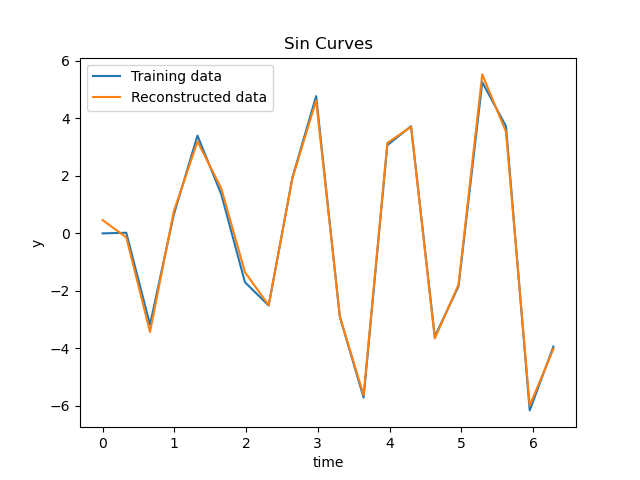 Sin Curves
Training data
Reconstructed data
y
6
4
2
0
−2
−4
−6
0 1 2 3 4 5 6
time